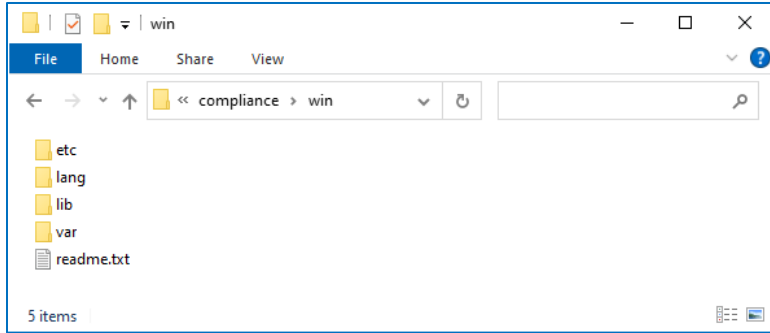 win
File Home Share View
« compliance > win
etc
lang
lib
var
readme.txt
5 items